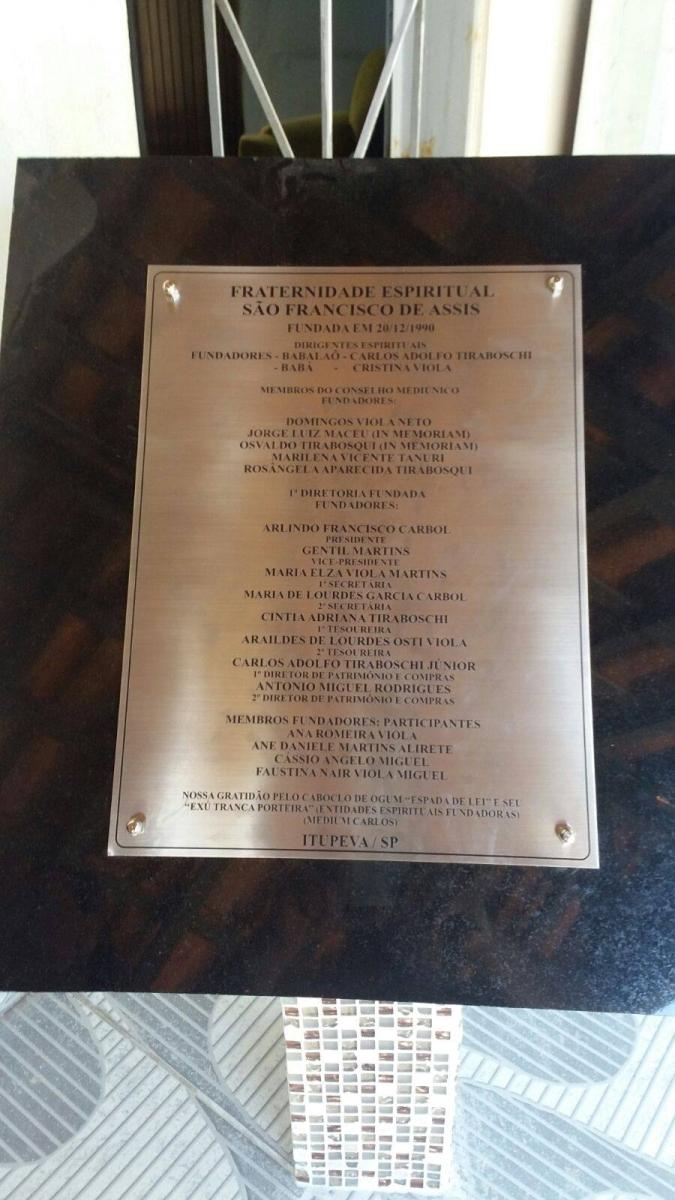 FRATERNIDADE ESPIRITUAL
SÃO FRANCISCO DE ASSIS
FUNDADA EM 20/12/1990
DIRIGENTES ESPIRITUAIS
FUNDADORES - BABALAÔ - CARLOS ADOLFO TIRABOSCHI
- BABÁ - CRISTINA VIOLA
MEMBROS DO CONSELHO MEDIÚNICO
FUNDADORES:
DOMINGOS VIOLA NETO
JORGE LUIZ MACEU (IN MEMORIAM)
OSVALDO TIRABOSQUI (IN MEMORIAM)
MARILENA VICENTE TANURI
ROSÂNGELA APARECIDA TIRABOSQUI
1ª DIRETORIA FUNDADA
FUNDADORES:
ARLINDO FRANCISCO CARBOL
PRESIDENTE
GENTIL MARTINS
VICE-PRESIDENTE
MARIA ELZA VIOLA MARTINS
1ª SECRETÁRIA
MARIA DE LOURDES GARCIA CARBOL
2ª SECRETÁRIA
CINTIA ADRIANA TIRABOSCHI
1ª TESOUREIRA
ARAILDES DE LOURDES OSTI VIOLA
2ª TESOUREIRA
CARLOS ADOLFO TIRABOSCHI JÚNIOR
1º DIRETOR DE PATRIMÔNIO E COMPRAS
ANTONIO MIGUEL RODRIGUES
2º DIRETOR DE PATRIMÔNIO E COMPRAS
MEMBROS FUNDADORES: PARTICIPANTES
ANA ROMEIRA VIOLA
ANE DANIELE MARTINS ALIRETE
CÁSSIO ANGELO MIGUEL
FAUSTINA NAIR VIOLA MIGUEL
NOSSA GRATIDÃO PELO CABOCLO DE OGUM "ESPADA DE LEI" E SEU
"EXÚ TRANCA PORTEIRA" (ENTIDADES ESPIRITUAIS FUNDADORAS)
(MÉDIUM CARLOS)
ITUPEVA / SP